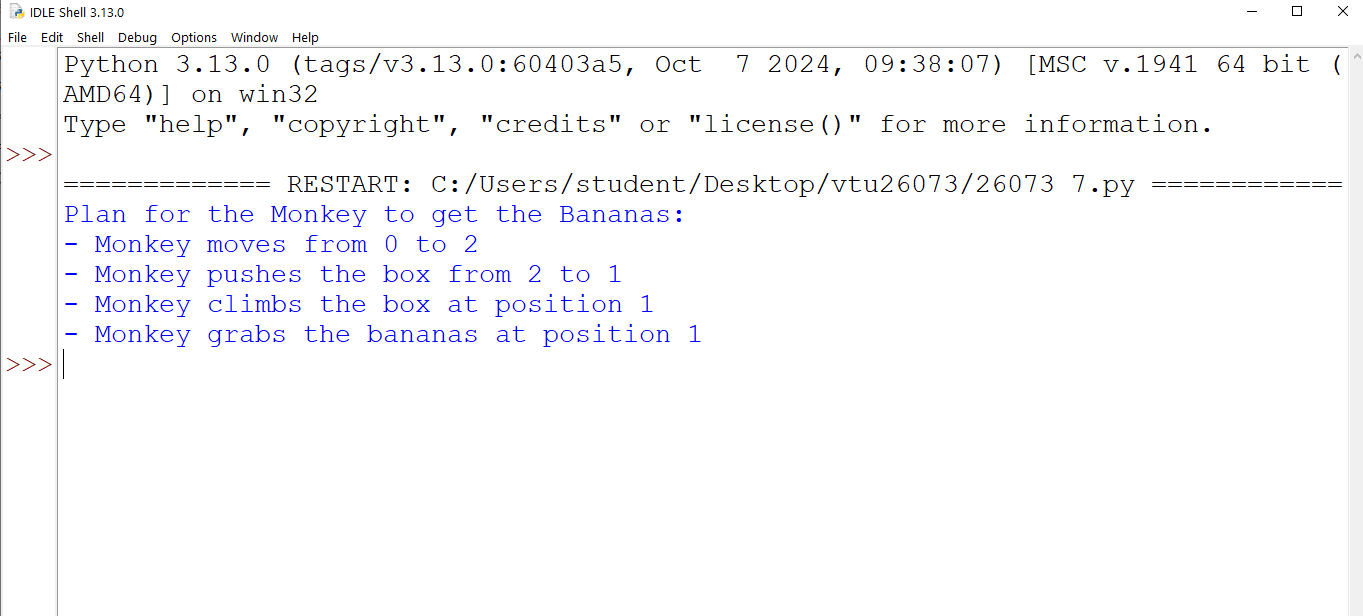 IDLE Shell 3.13.0
File Edit Shell Debug Options Window Help
Python 3.13.0 (tags/v3.13.0:60403a5, Oct  7 2024, 09:38:07) [MSC v.1941 64 bit (
AMD64)] on win32
Type "help", "copyright", "credits" or "license()" for more information.
>>>
============= RESTART: C:/Users/student/Desktop/vtu26073/26073 7.py ============
Plan for the Monkey to get the Bananas:
- Monkey moves from 0 to 2
- Monkey pushes the box from 2 to 1
- Monkey climbs the box at position 1
- Monkey grabs the bananas at position 1
>>>